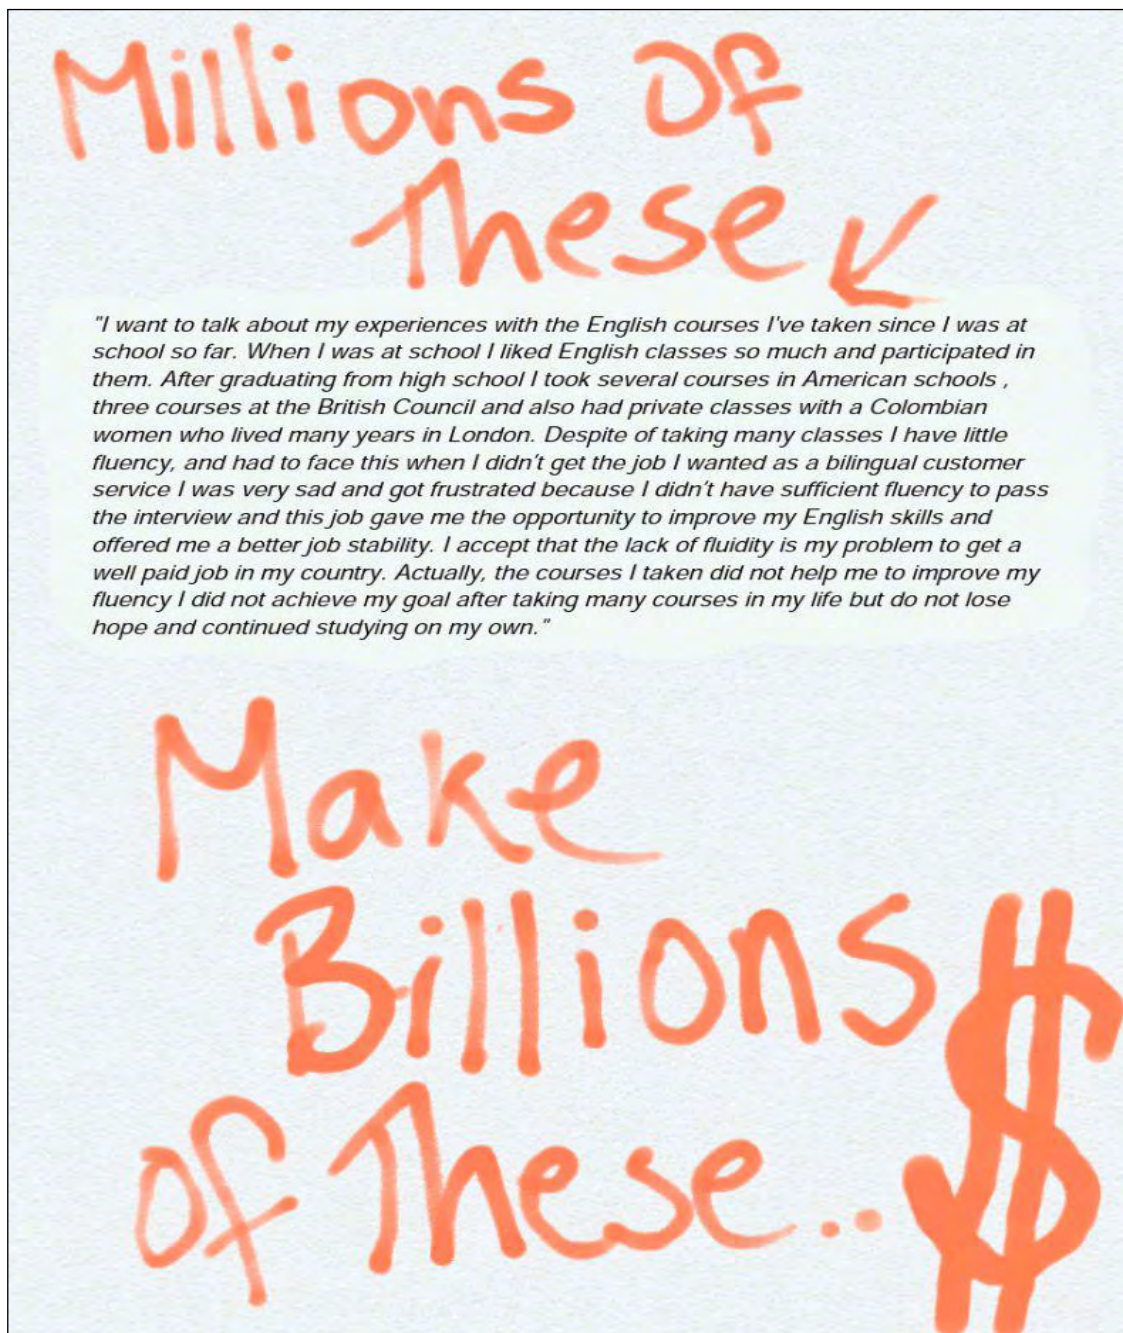 Millions of
These
"I want to talk about my experiences with the English courses I've taken since I was at
school so far. When I was at school I liked English classes so much and participated in
them. After graduating from high school I took several courses in American schools ,
three courses at the British Council and also had private classes with a Colombian
women who lived many years in London. Despite of taking many classes I have little
fluency, and had to face this when I didn't get the job I wanted as a bilingual customer
service I was very sad and got frustrated because I didn't have sufficient fluency to pass
the interview and this job gave me the opportunity to improve my English skills and
offered me a better job stability. I accept that the lack of fluidity is my problem to get a
well paid job in my country. Actually, the courses I taken did not help me to improve my
fluency I did not achieve my goal after taking many courses in my life but do not lose
hope and continued studying on my own."
Make
Billions
of These..$